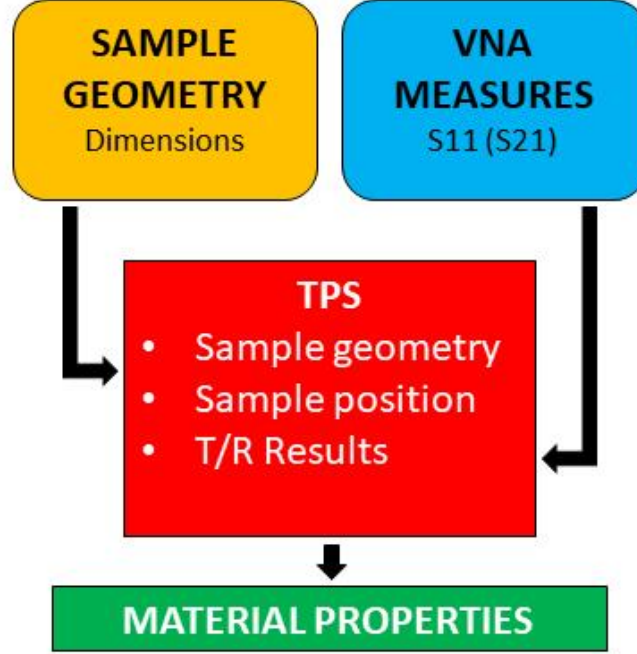 SAMPLE
GEOMETRY
Dimensions
VNA
MEASURES
S11 (S21)
TPS
• Sample geometry
• Sample position
• T/R Results
MATERIAL PROPERTIES